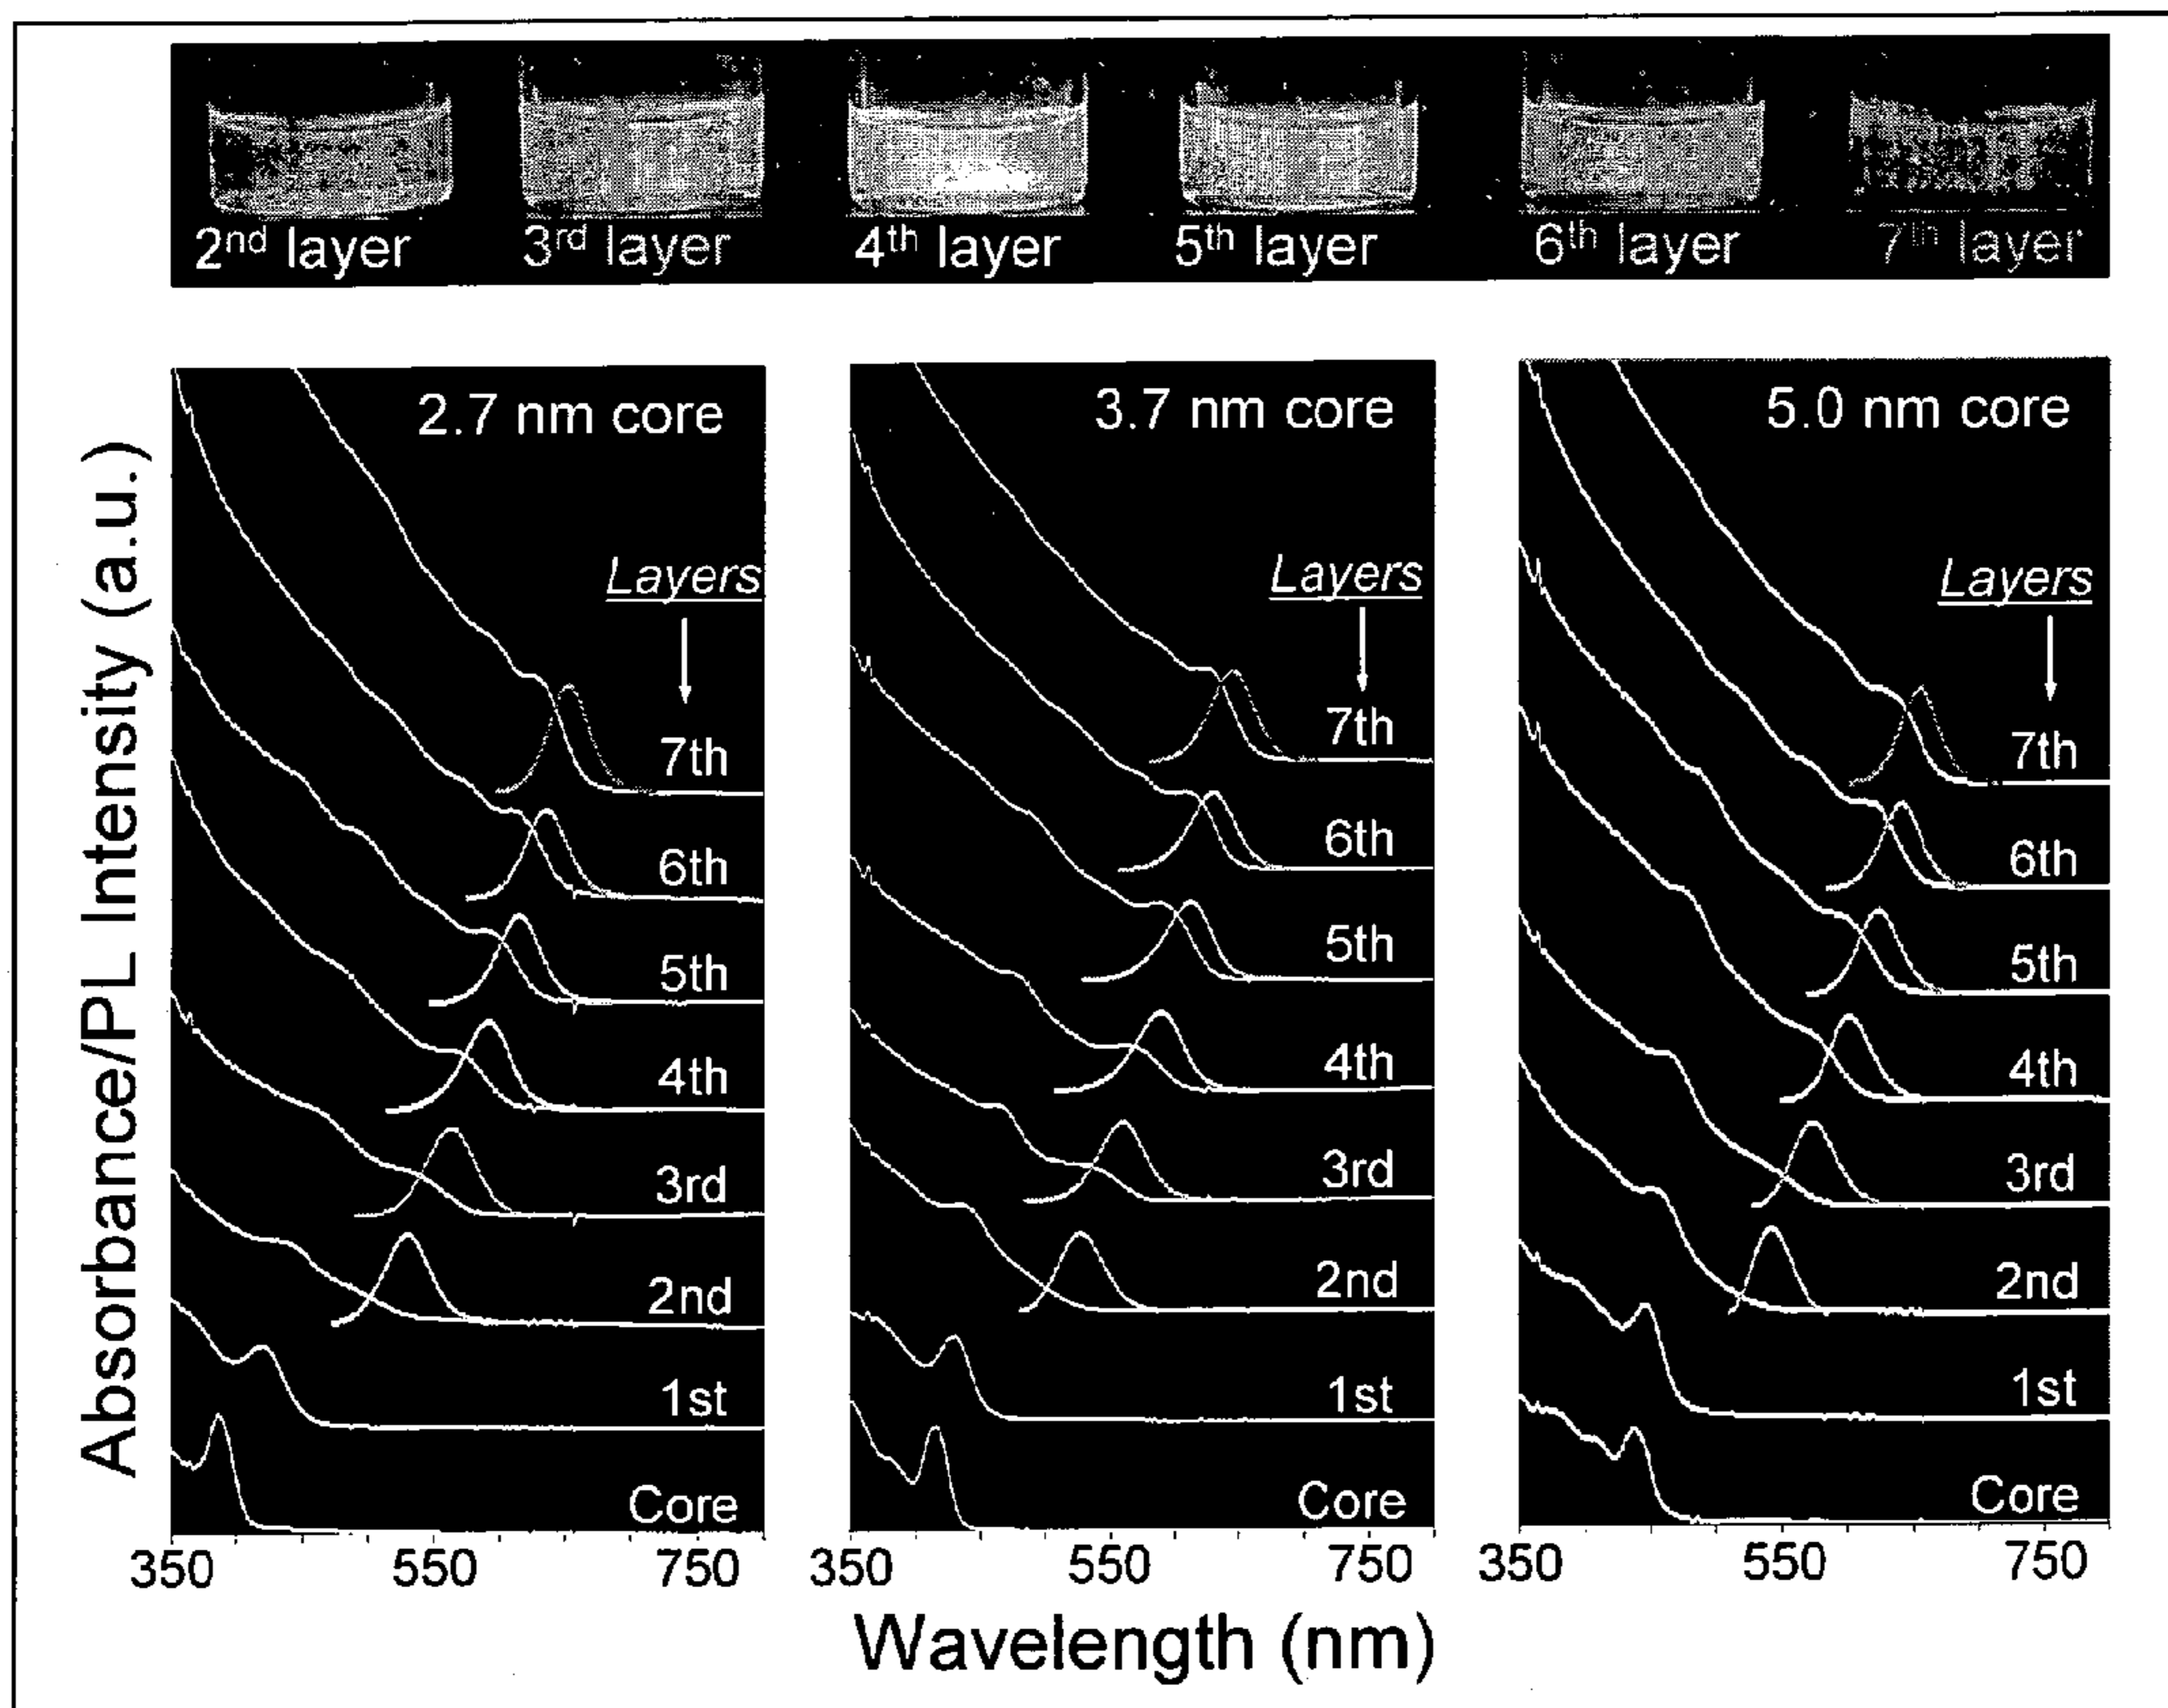 2nd layer
3rd layer
4th layer
5th layer
6th layer
7th layer
Absorbance/PL Intensity (a.u.)
2.7 nm core
Layers
7th
6th
5th
4th
3rd
2nd
1st
Core
350 550 750
3.7 nm core
Layers
7th
6th
5th
4th
3rd
2nd
1st
Core
350 550 750
5.0 nm core
Layers
7th
6th
5th
4th
3rd
2nd
1st
Core
350 550 750
Wavelength (nm)